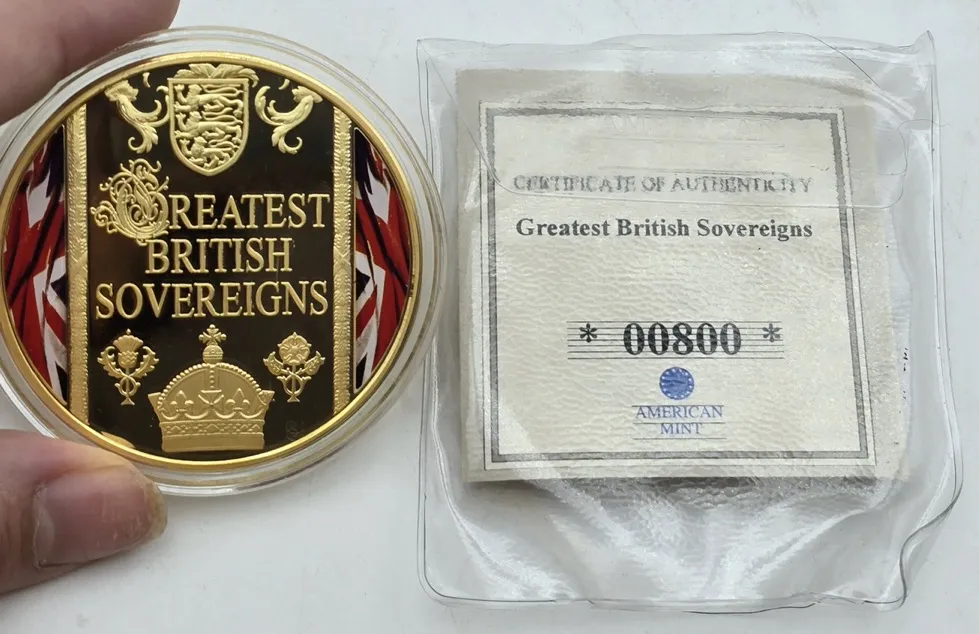 GREATEST
BRITISH
SOVEREIGNS
CERTIFICATE OF AUTHENTICITY
Greatest British Sovereigns
* 00800 *
AMERICAN
MINT